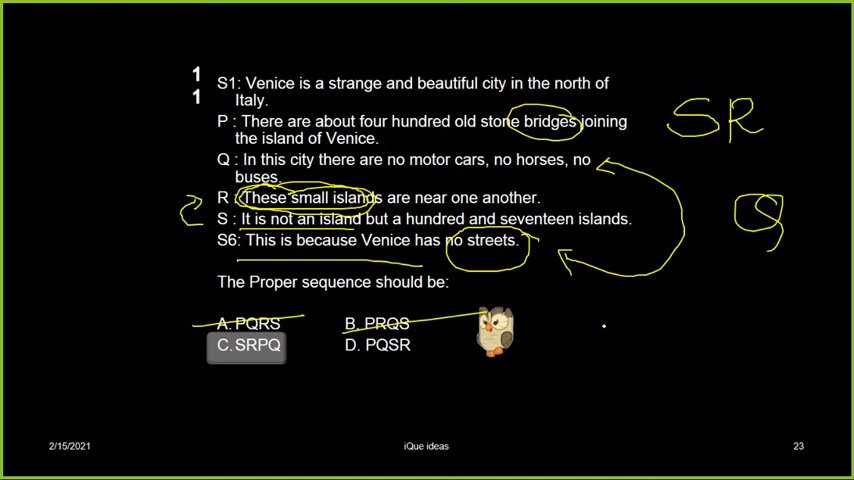 1
1
S1: Venice is a strange and beautiful city in the north of
Italy.
P : There are about four hundred old stone bridges joining
the island of Venice.
Q : In this city there are no motor cars, no horses, no
buses.
R : These small islands are near one another.
S : It is not an island but a hundred and seventeen islands.
S6: This is because Venice has no streets.
The Proper sequence should be:
A. PQRS
B. PRQS
C. SRPQ
D. PQSR
SR
Q
2/15/2021
iQue ideas
23